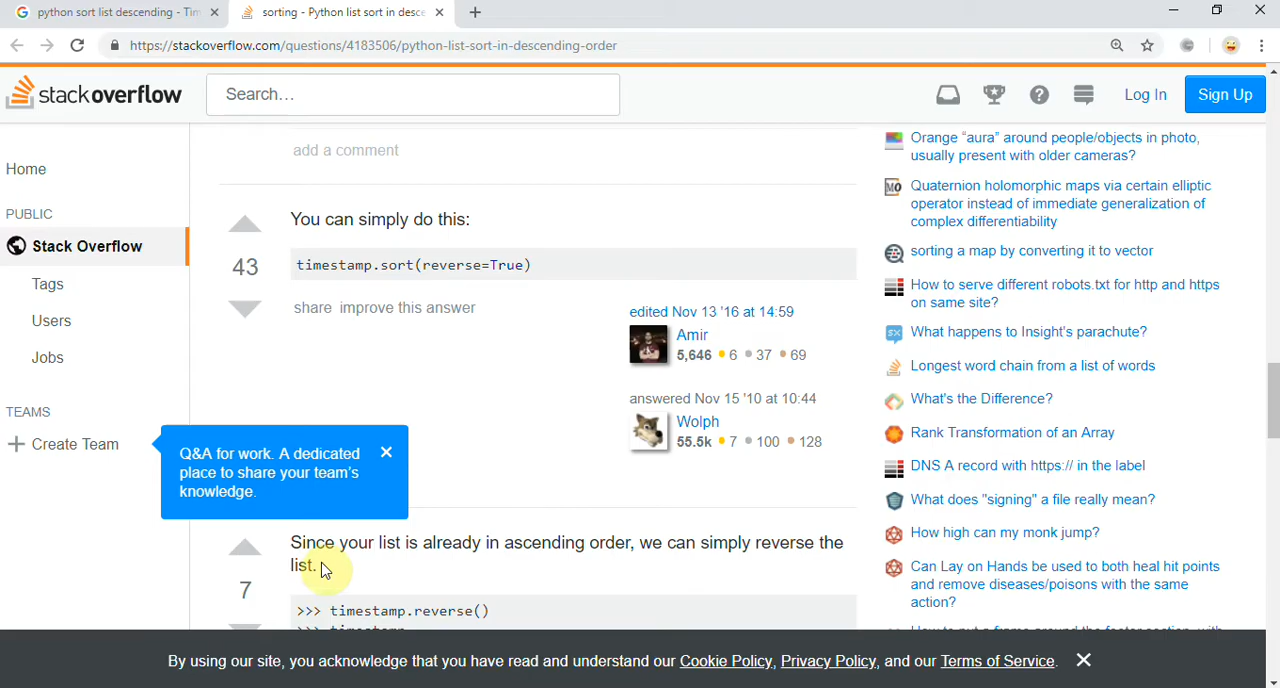 python sort list descending - Tim
sorting - Python list sort in desce
https://stackoverflow.com/questions/4183506/python-list-sort-in-descending-order
stackoverflow
Search…
Log In
Sign Up
Home
PUBLIC
Stack Overflow
Tags
Users
Jobs
TEAMS
Create Team
Q&A for work. A dedicated
place to share your team's
knowledge.
add a comment
You can simply do this:
43
timestamp.sort(reverse=True)
share improve this answer
edited Nov 13 '16 at 14:59
Amir
5,646 6 37 69
answered Nov 15 '10 at 10:44
Wolph
55.5k 7 100 128
Since your list is already in ascending order, we can simply reverse the
list.
7
>>> timestamp.reverse()
>>> timestamp
Orange “aura” around people/objects in photo,
usually present with older cameras?
MO
Quaternion holomorphic maps via certain elliptic
operator instead of immediate generalization of
complex differentiability
sorting a map by converting it to vector
How to serve different robots.txt for http and https
on same site?
What happens to Insight's parachute?
Longest word chain from a list of words
What's the Difference?
Rank Transformation of an Array
DNS A record with https:// in the label
What does "signing" a file really mean?
How high can my monk jump?
Can Lay on Hands be used to both heal hit points
and remove diseases/poisons with the same
action?
How to put a frame around the footer section, with
By using our site, you acknowledge that you have read and understand our Cookie Policy, Privacy Policy, and our Terms of Service.